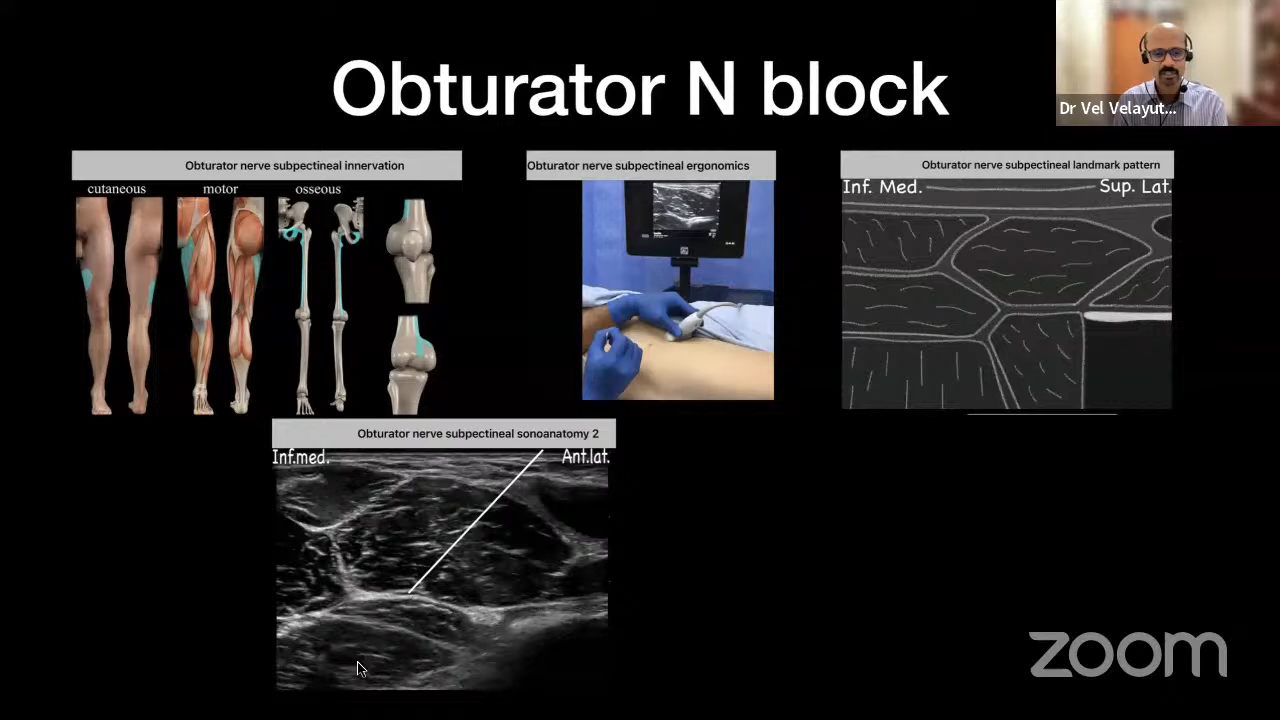 Obturator N block
Dr Vel Velayut...
Obturator nerve subpectineal innervation
cutaneous motor osseous
Obturator nerve subpectineal ergonomics
Obturator nerve subpectineal landmark pattern
Inf. Med. Sup. Lat.
Obturator nerve subpectineal sonoanatomy 2
Inf.med. Ant.lat.
zoom